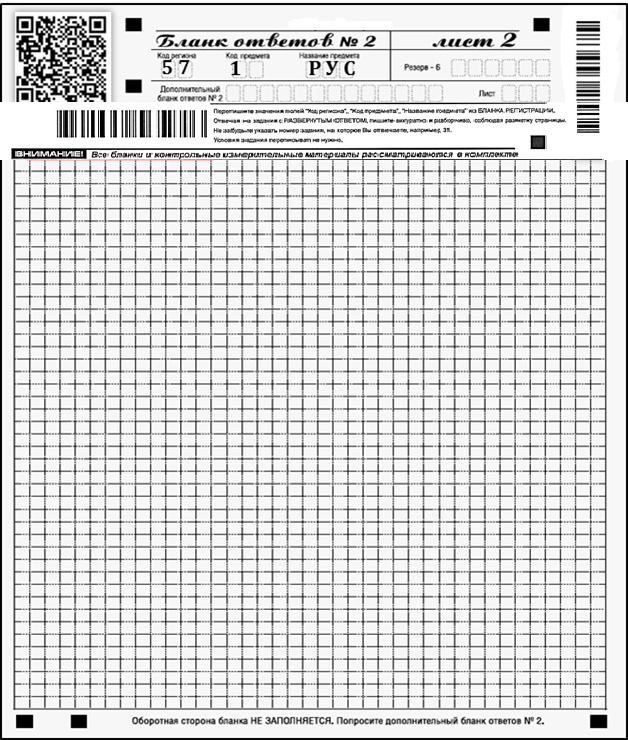 Бланк ответов № 2 лист 2
Код региона Код предмета Название предмета
5 7 1 Р У С Резерв - 6
Дополнительный Лист
бланк ответов № 2
Перепишите значения полей "Код региона", "Код предмета", "Название предмета" из БЛАНКА РЕГИСТРАЦИИ.
Отвечая на задания с РАЗВЕРНУТЫМ ОТВЕТОМ, пишите аккуратно и разборчиво, соблюдая разметку страницы.
Не забудьте указать номер задания, на которое Вы отвечаете, например, 31.
Условия задания переписывать не нужно.
ВНИМАНИЕ! Все бланки и контрольные измерительные материалы рассматриваются в комплекте
Оборотная сторона бланка НЕ ЗАПОЛНЯЕТСЯ. Попросите дополнительный бланк ответов № 2.